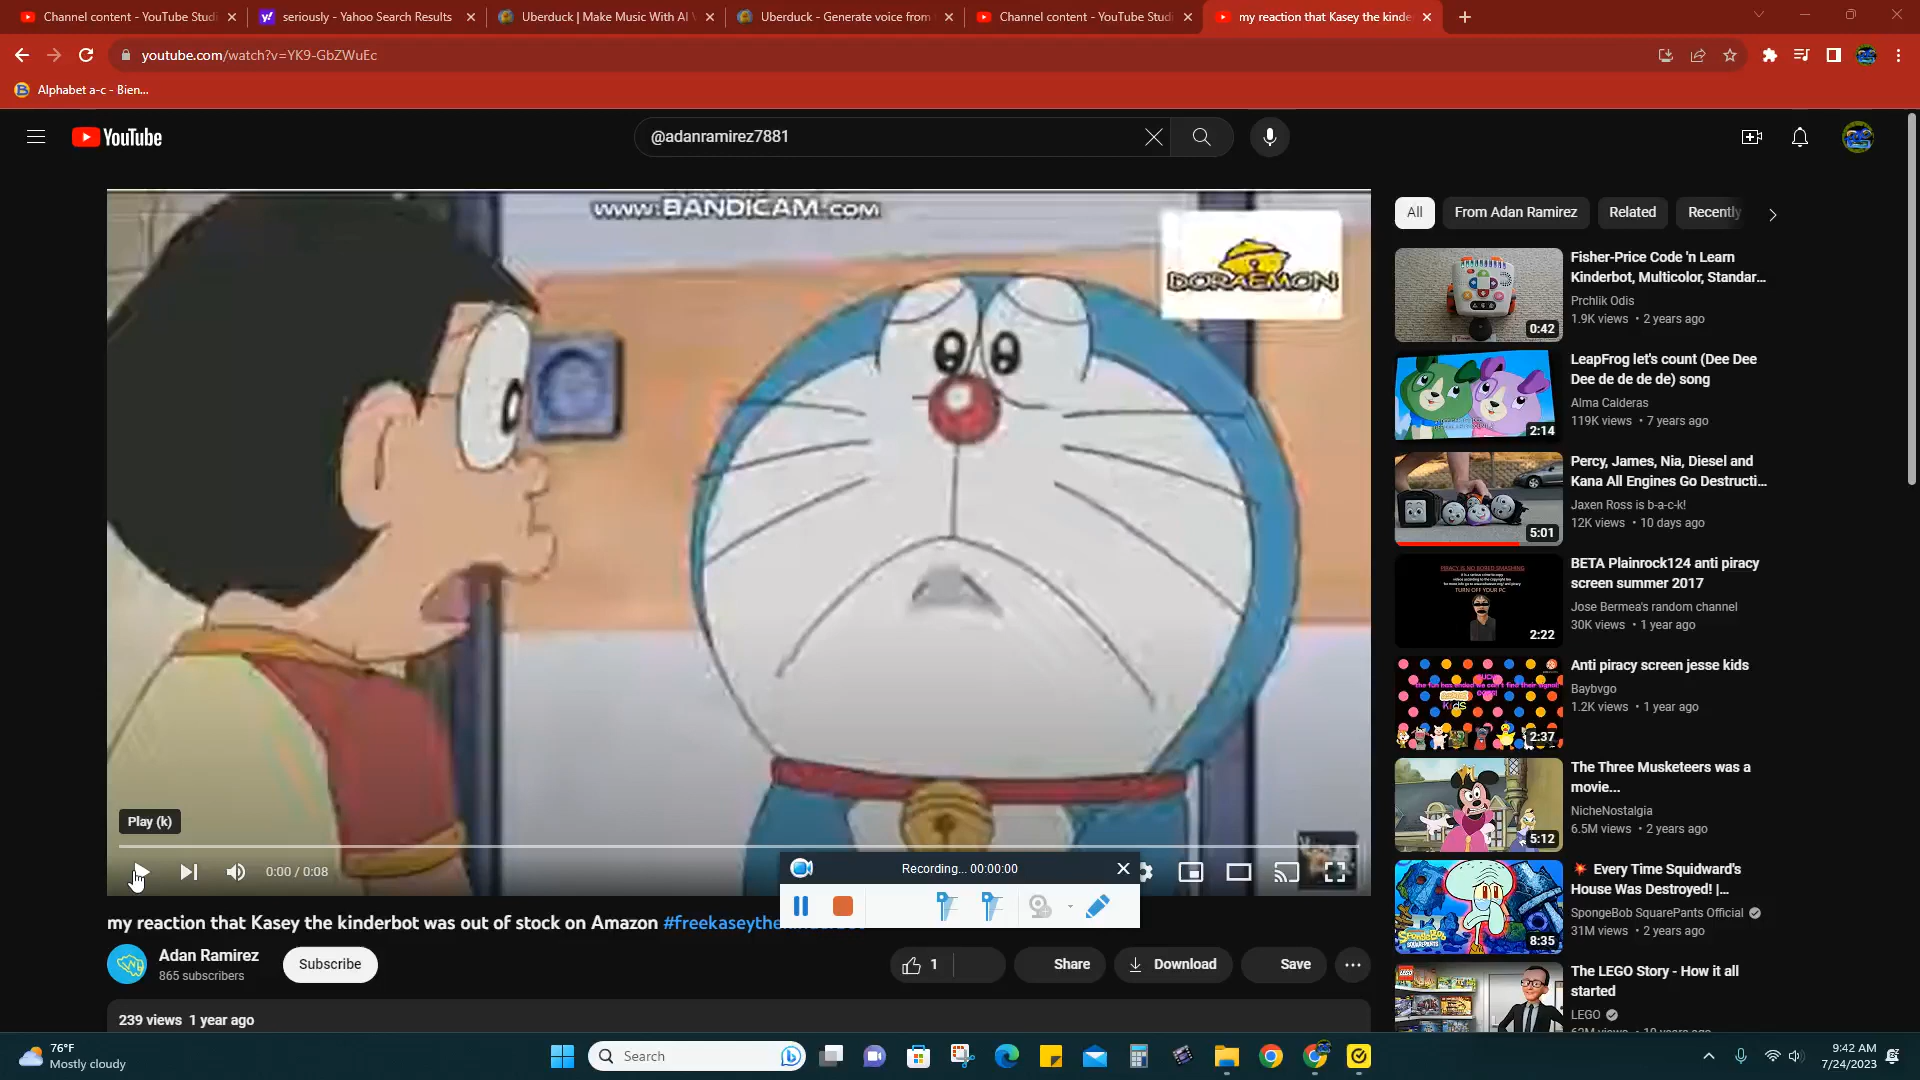 Channel content - YouTube Studi
seriously - Yahoo Search Results
Uberduck | Make Music With AI V
Uberduck - Generate voice from
Channel content - YouTube Studi
my reaction that Kasey the kinde
youtube.com/watch?v=YK9-GbZWuEc
Alphabet a-c - Bien...
YouTube
@adanramirez7881
www.BANDICAM.com
DORAEMON
Play (k)
0:00 / 0:08
Recording... 00:00:00
my reaction that Kasey the kinderbot was out of stock on Amazon #freekaseythe
Adan Ramirez
865 subscribers
Subscribe
1
Share
Download
Save
239 views 1 year ago
All
From Adan Ramirez
Related
Recently
Fisher-Price Code 'n Learn
Kinderbot, Multicolor, Standar...
Prchlik Odis
1.9K views • 2 years ago
0:42
LeapFrog let's count (Dee Dee
Dee de de de de) song
Alma Calderas
119K views • 7 years ago
2:14
Percy, James, Nia, Diesel and
Kana All Engines Go Destructi...
Jaxen Ross is b-a-c-k!
12K views • 10 days ago
5:01
BETA Plainrock124 anti piracy
screen summer 2017
Jose Bermea's random channel
30K views • 1 year ago
TURN OFF YOUR PC
2:22
Anti piracy screen jesse kids
Baybvgo
1.2K views • 1 year ago
2:37
The Three Musketeers was a
movie...
NicheNostalgia
6.5M views • 2 years ago
5:12
Every Time Squidward's
House Was Destroyed! |...
SpongeBob SquarePants Official
31M views • 2 years ago
8:35
The LEGO Story - How it all
started
LEGO
76°F
Mostly cloudy
Search
9:42 AM
7/24/2023